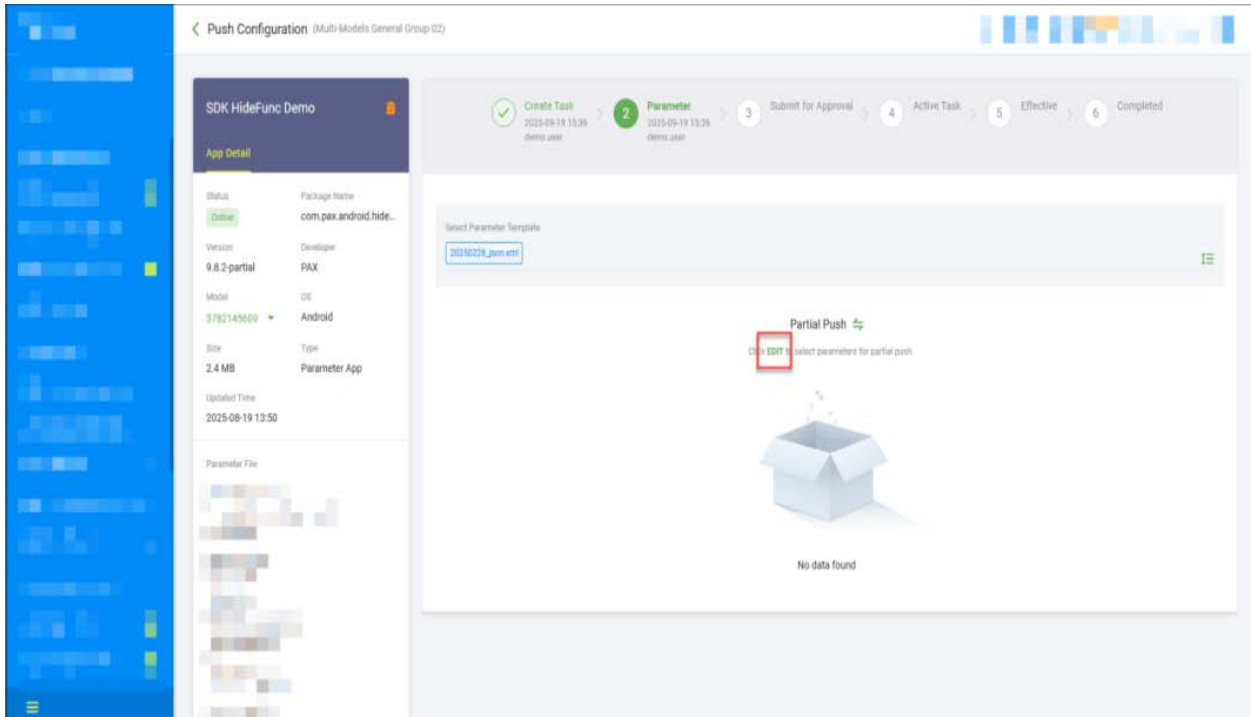 Push Configuration (Multi-Models General Group 02)
SDK HideFunc Demo
App Detail
Status
Package Name
Online
com.pax.android.hide...
Version
Developer
9.8.2-partial
PAX
Model
OS
3782145609
Android
Size
Type
2.4 MB
Parameter App
Updated Time
2025-08-19 13:50
Parameter File
Create Task
2025-09-19 15:36
demo user
2
Parameter
2025-09-19 15:36
demo user
3
Submit for Approval
4
Active Task
5
Effective
6
Completed
Select Parameter Template
20250228_json.xml
Partial Push
Click EDIT to select parameters for partial push
No data found